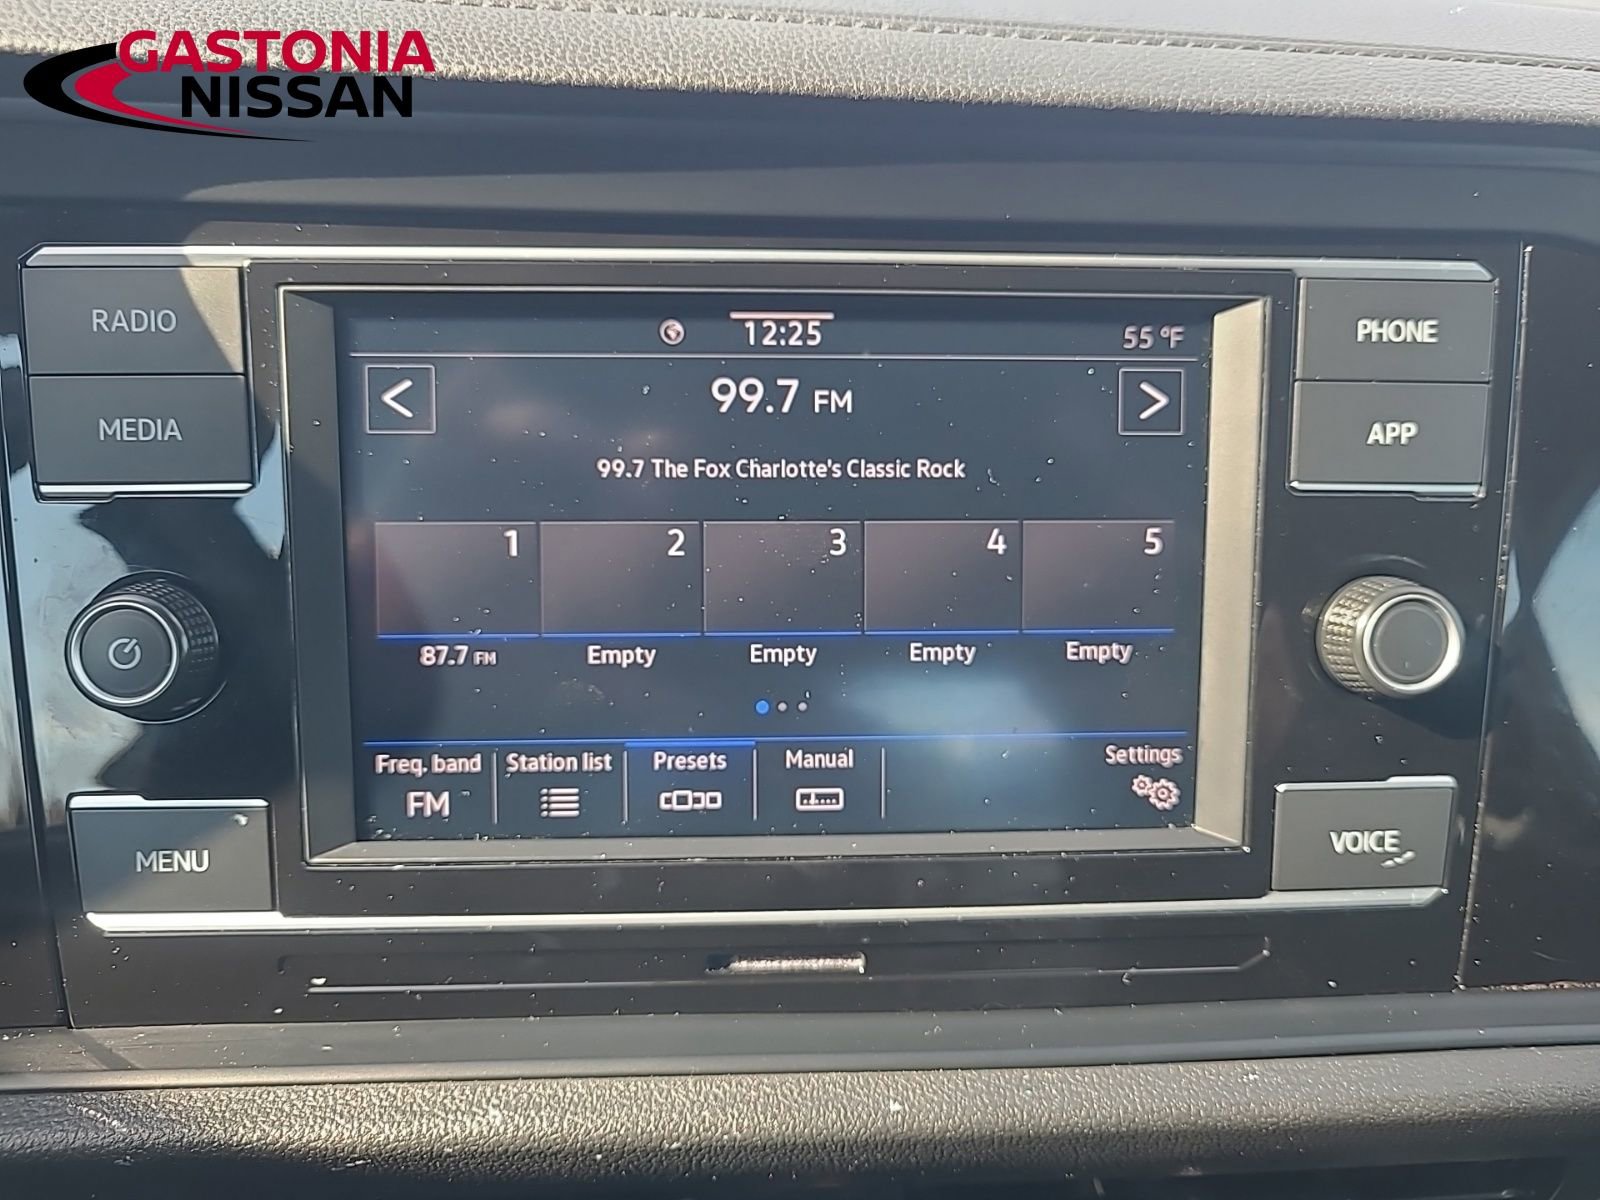 GASTONIA
NISSAN
RADIO
MEDIA
MENU
12:25
55 °F
<
99.7 FM
>
99.7 The Fox Charlotte's Classic Rock
1
2
3
4
5
87.7 FM
Empty
Empty
Empty
Empty
Freq. band
FM
Station list
Presets
Manual
Settings
PHONE
APP
VOICE